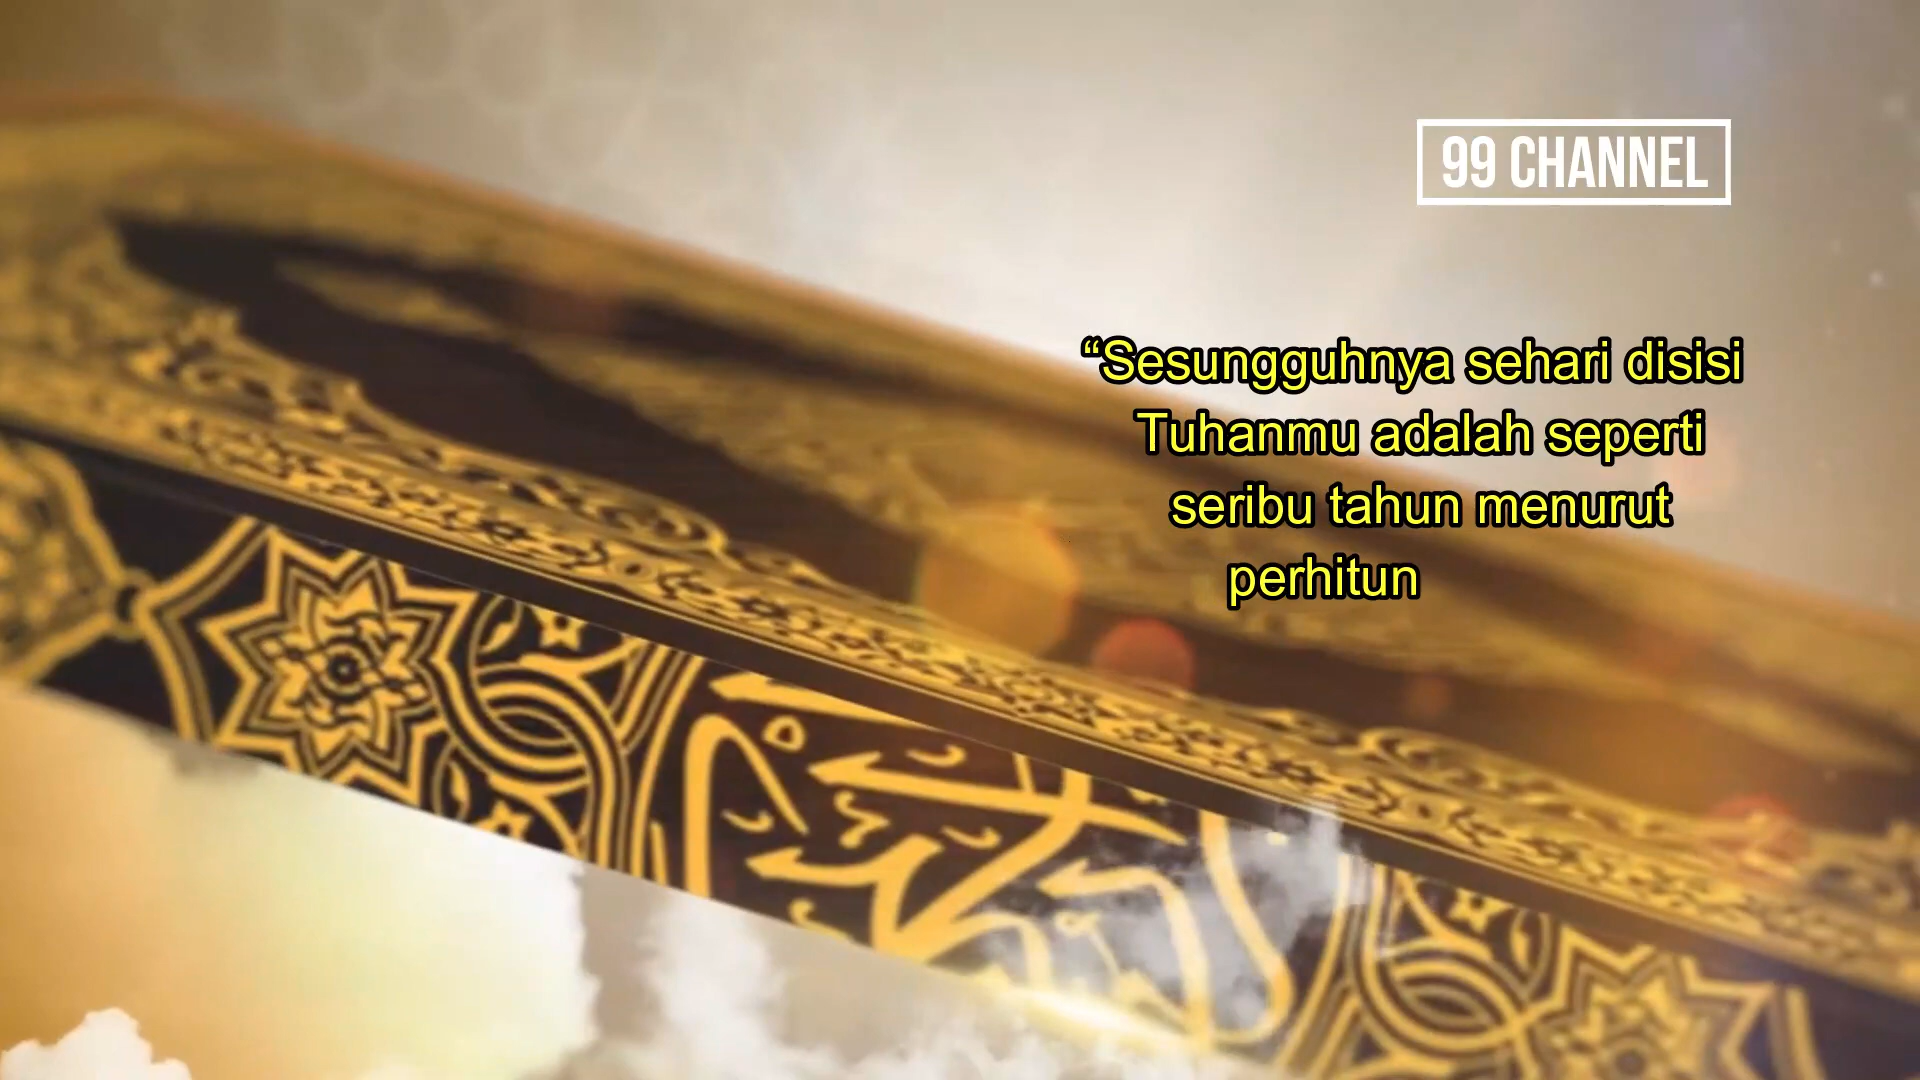 99 CHANNEL
“Sesungguhnya sehari disisi
Tuhanmu adalah seperti
seribu tahun menurut
perhitun